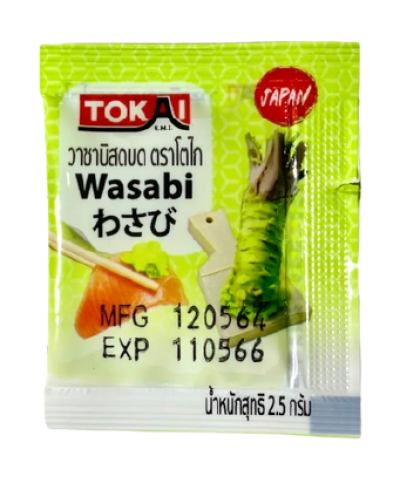 TOKAI
E.M.I.
JAPAN
วาซาบิสดบด ตราโตไก
Wasabi
わさび
MFG 120564
EXP 110566
น้ำหนักสุทธิ 2.5 กรัม